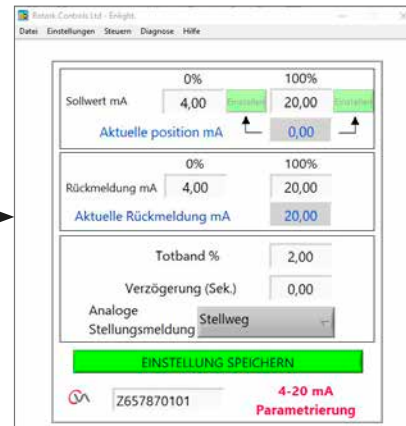 Rotork Controls Ltd - Enlight.
Datei Einstellungen Steuern Diagnose Hilfe
0% 100%
Sollwert mA 4,00 Einstellen 20,00 Einstellen
Aktuelle position mA 0,00
0% 100%
Rückmeldung mA 4,00 20,00
Aktuelle Rückmeldung mA 20,00
Totband % 2,00
Verzögerung (Sek.) 0,00
Analoge
Stellungsmeldung Stellweg
EINSTELLUNG SPEICHERN
Z657870101
4-20 mA
Parametrierung